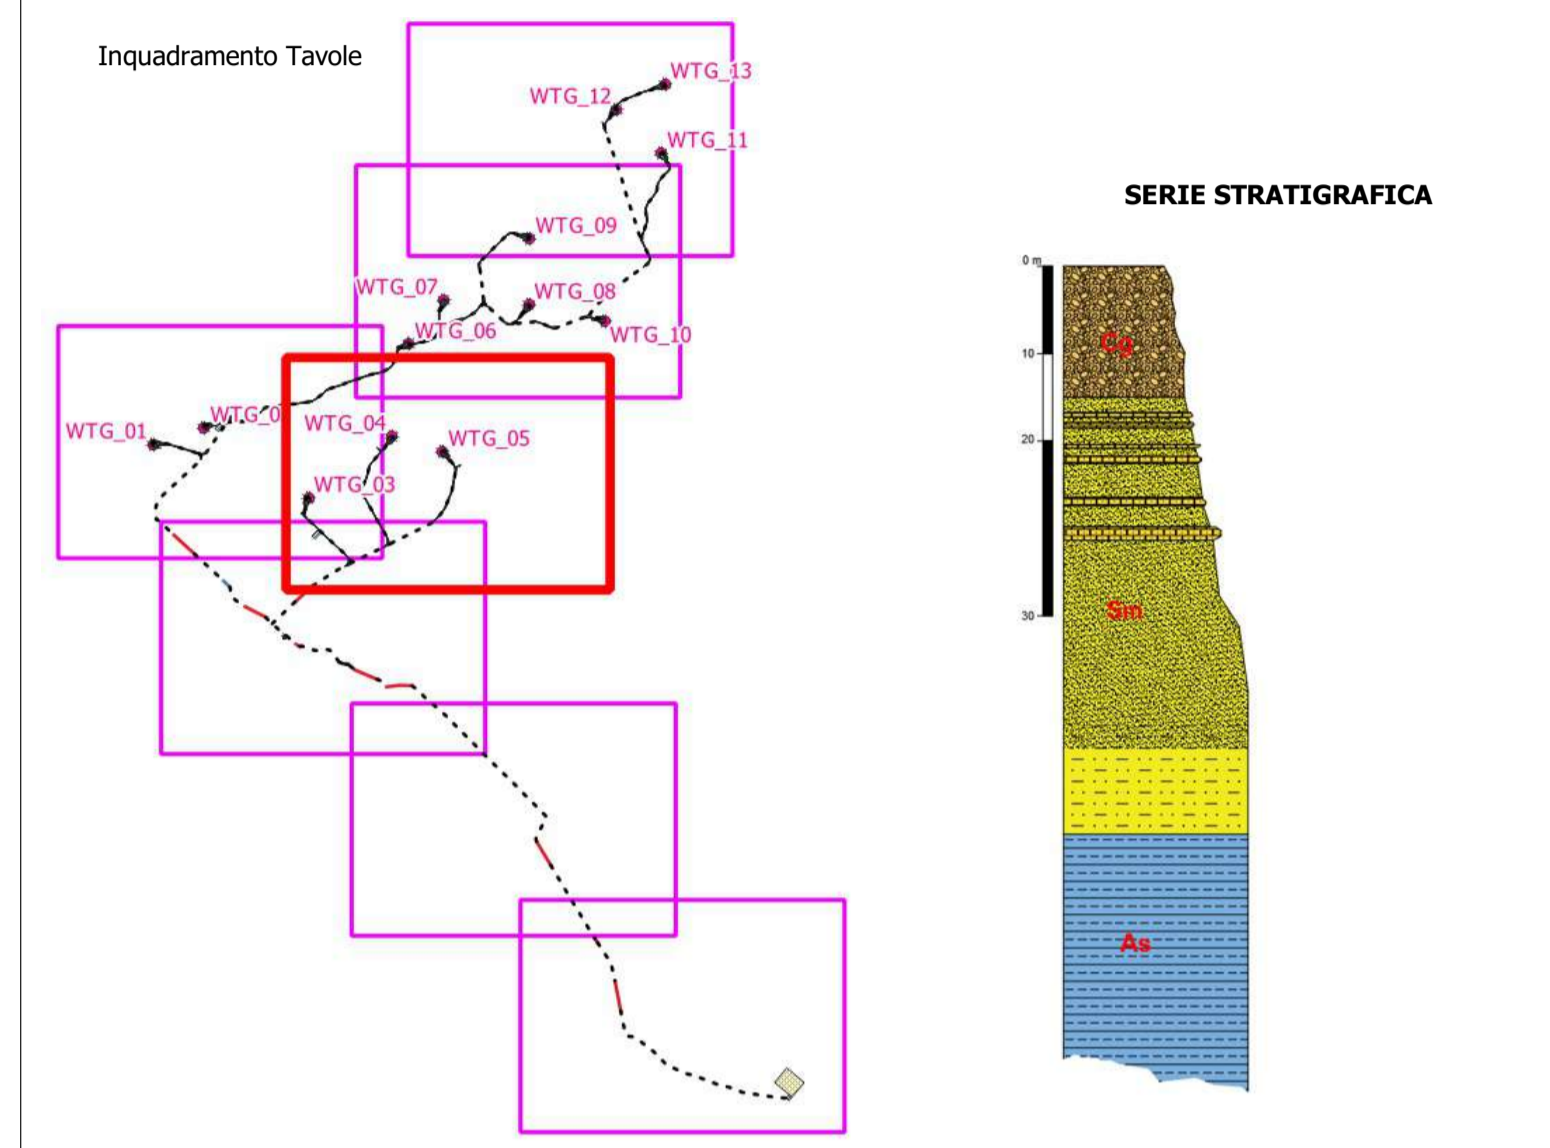 Inquadramento Tavole
WTG_13
WTG_12
WTG_11
WTG_09
WTG_07
WTG_08
WTG_06
WTG_10
WTG_0
WTG_04
WTG_01
WTG_05
WTG_03
SERIE STRATIGRAFICA
0 m
Cg
10
20
Sm
30
As